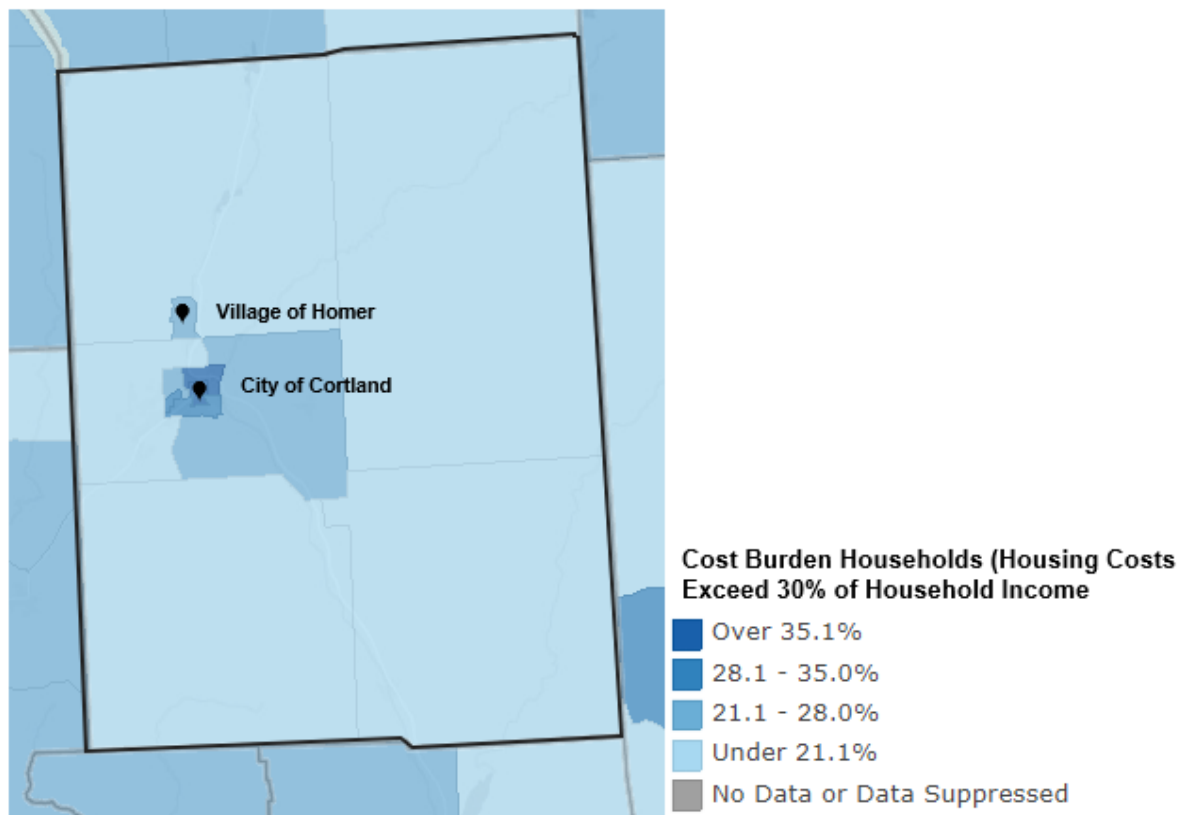 Village of Homer
City of Cortland
Cost Burden Households (Housing Costs
Exceed 30% of Household Income
Over 35.1%
28.1 - 35.0%
21.1 - 28.0%
Under 21.1%
No Data or Data Suppressed